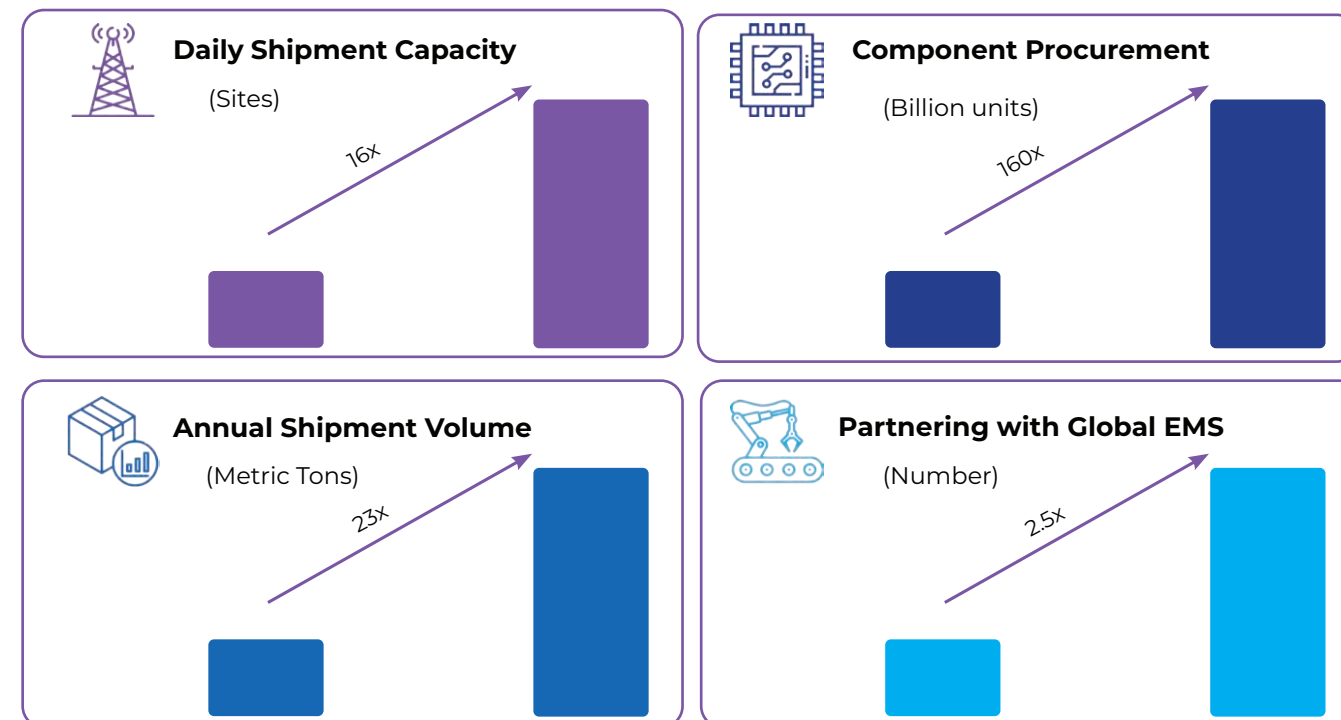 Daily Shipment Capacity
(Sites)
16x
Component Procurement
(Billion units)
160x
Annual Shipment Volume
(Metric Tons)
23x
Partnering with Global EMS
(Number)
2.5x